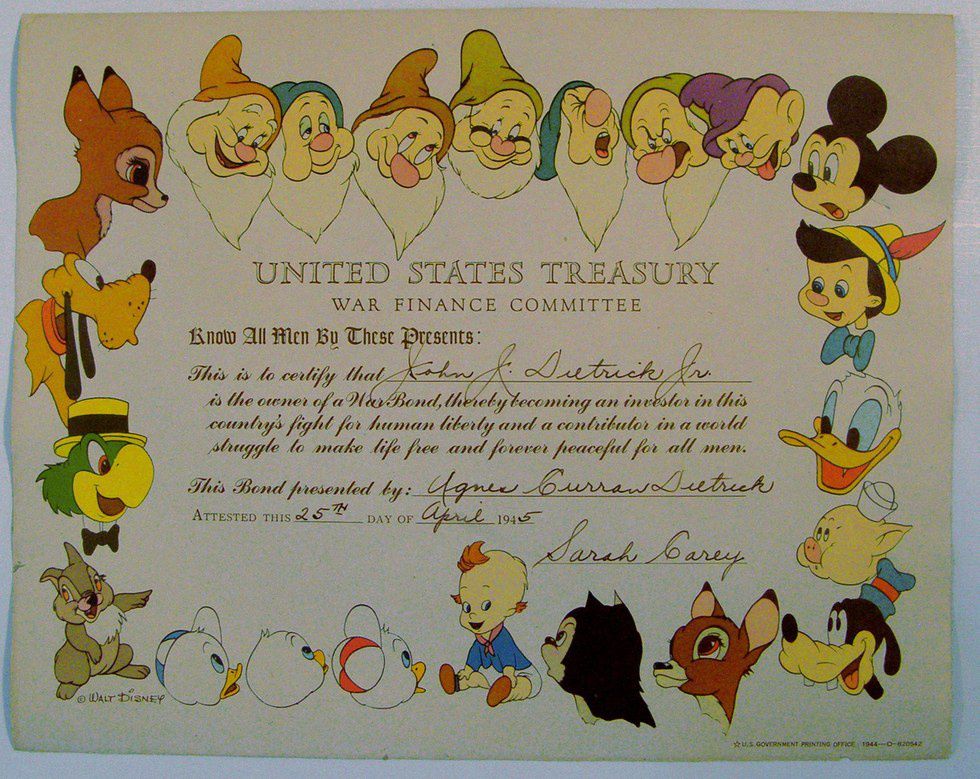 UNITED STATES TREASURY
WAR FINANCE COMMITTEE
Know All Men By These Presents:
This is to certify that John J. Dietrick Jr.
is the owner of a War Bond, thereby becoming an investor in this
country's fight for human liberty and a contributor in a world
struggle to make life free and forever peaceful for all men.
This Bond presented by: Agnes Curran Dietrick
ATTESTED THIS 25TH DAY OF April 1945
Sarah Carey
© WALT DISNEY
☆ U.S. GOVERNMENT PRINTING OFFICE 1944—O-620542